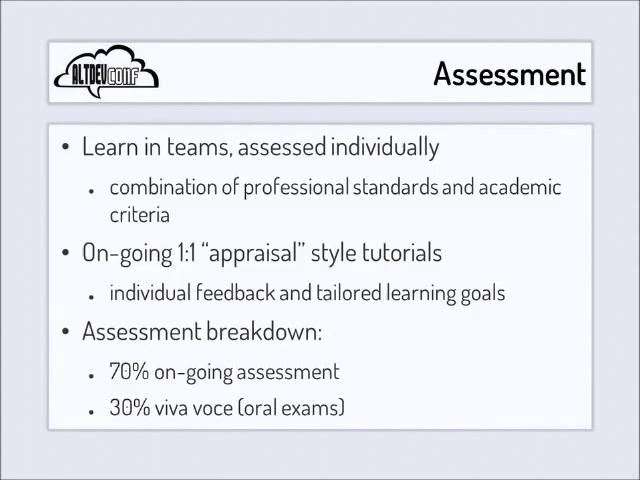 ALTDEVCONF
Assessment
• Learn in teams, assessed individually
• combination of professional standards and academic
criteria
• On-going 1:1 “appraisal” style tutorials
• individual feedback and tailored learning goals
• Assessment breakdown:
• 70% on-going assessment
• 30% viva voce (oral exams)